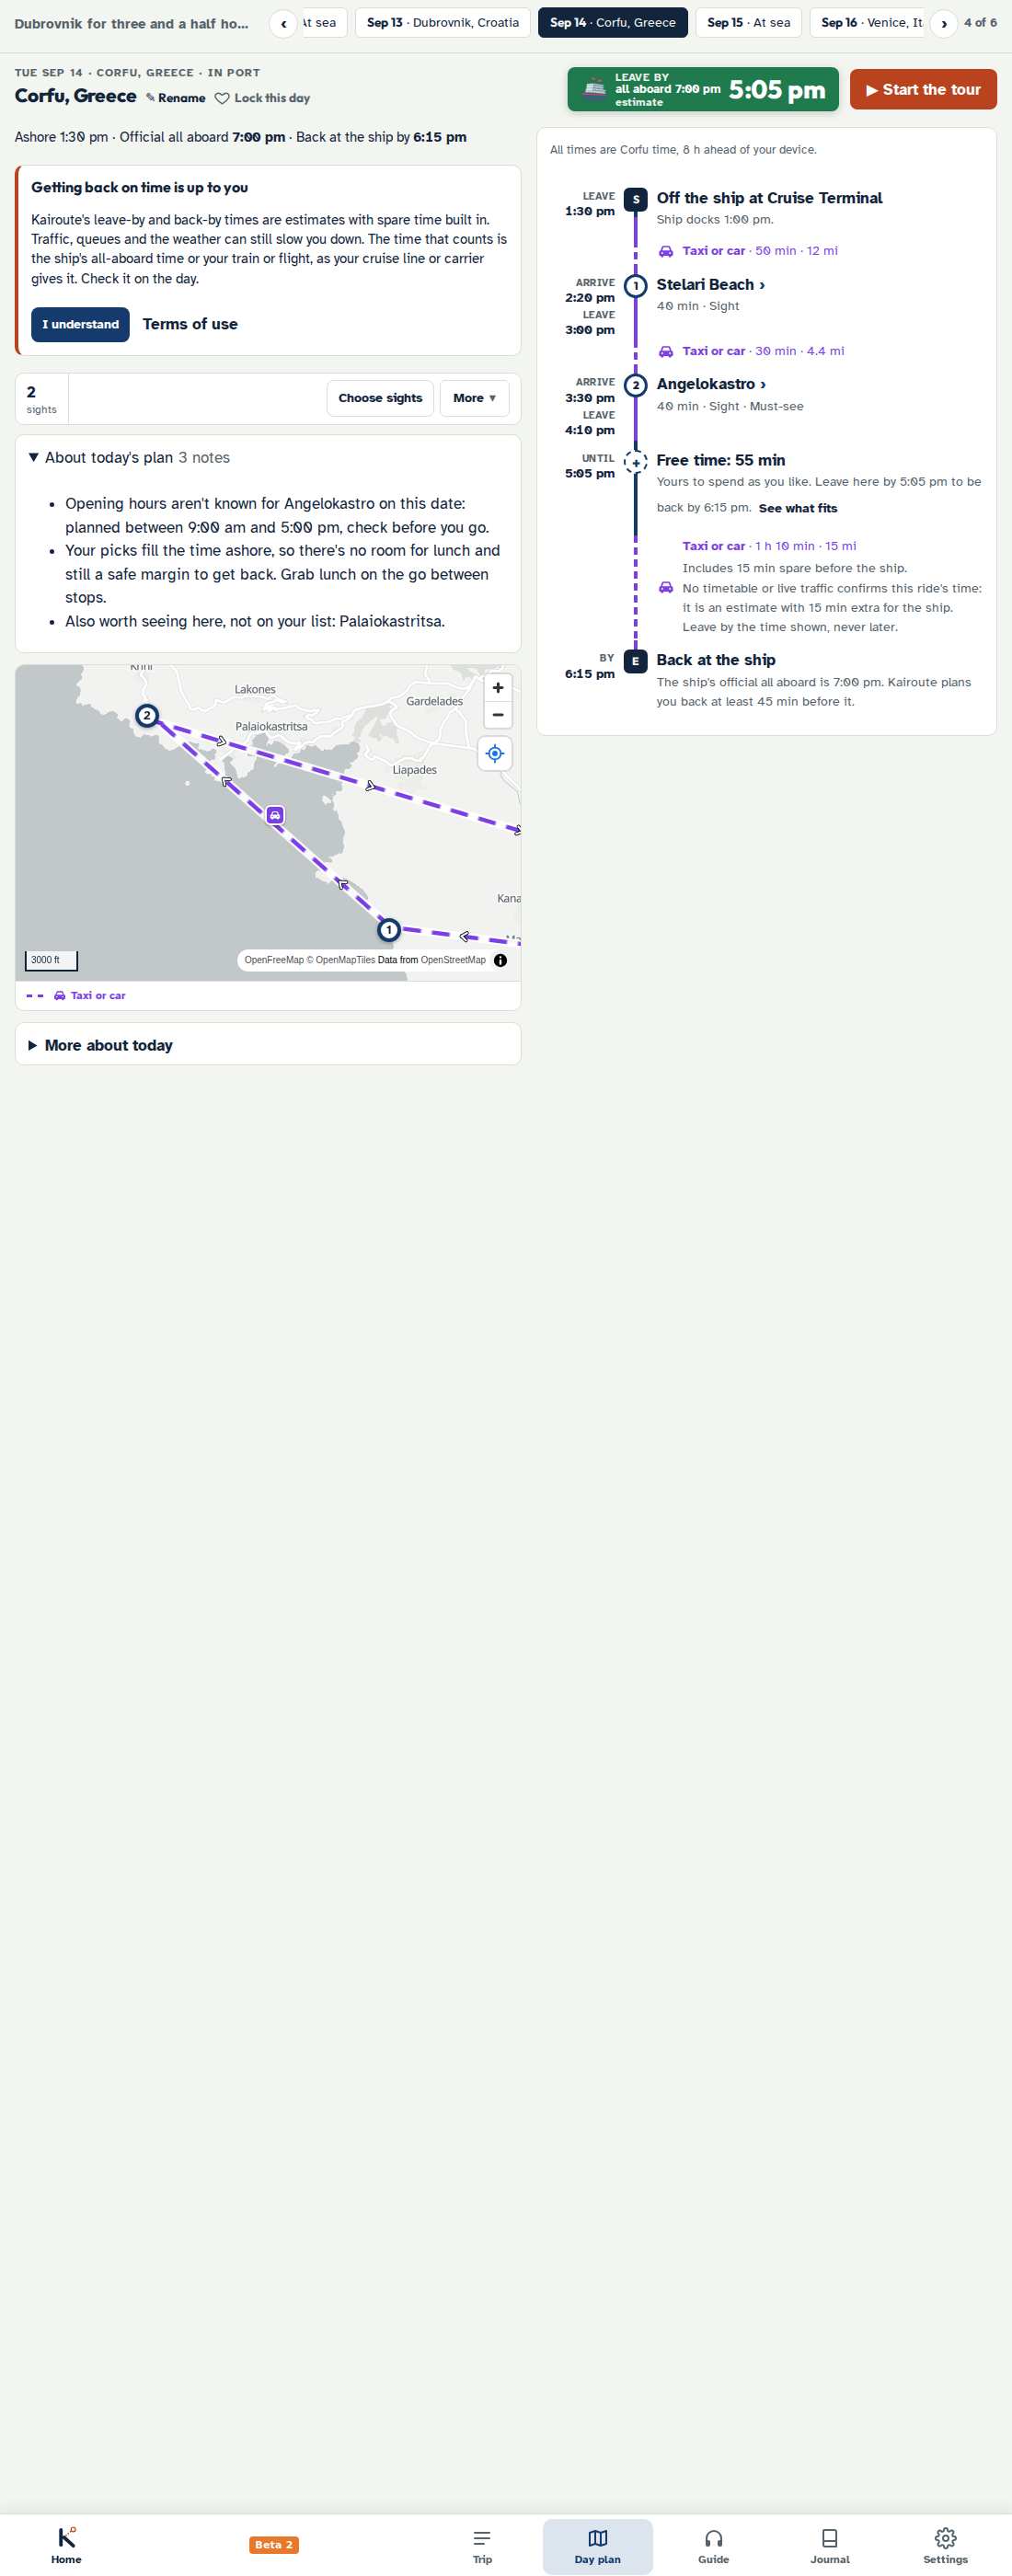 Dubrovnik for three and a half ho...
‹
At sea
Sep 13 · Dubrovnik, Croatia
Sep 14 · Corfu, Greece
Sep 15 · At sea
Sep 16 · Venice, It
›
4 of 6
TUE SEP 14 · CORFU, GREECE · IN PORT
Corfu, Greece ✎ Rename Lock this day
LEAVE BY
all aboard 7:00 pm
estimate
5:05 pm
▶ Start the tour
Ashore 1:30 pm · Official all aboard 7:00 pm · Back at the ship by 6:15 pm
Getting back on time is up to you
Kairoute's leave-by and back-by times are estimates with spare time built in.
Traffic, queues and the weather can still slow you down. The time that counts is
the ship's all-aboard time or your train or flight, as your cruise line or carrier
gives it. Check it on the day.
I understand Terms of use
2
sights
Choose sights
More ▼
▼ About today's plan 3 notes
• Opening hours aren't known for Angelokastro on this date:
planned between 9:00 am and 5:00 pm, check before you go.
• Your picks fill the time ashore, so there's no room for lunch and
still a safe margin to get back. Grab lunch on the go between
stops.
• Also worth seeing here, not on your list: Palaiokastritsa.
Krini
Lakones
Gardelades
Palaiokastritsa
Liapades
Kana
2
1
+
−
3000 ft
OpenFreeMap © OpenMapTiles Data from OpenStreetMap
Taxi or car
▶ More about today
All times are Corfu time, 8 h ahead of your device.
LEAVE
1:30 pm
S
Off the ship at Cruise Terminal
Ship docks 1:00 pm.
Taxi or car · 50 min · 12 mi
ARRIVE
2:20 pm
LEAVE
3:00 pm
1
Stelari Beach ›
40 min · Sight
Taxi or car · 30 min · 4.4 mi
ARRIVE
3:30 pm
LEAVE
4:10 pm
2
Angelokastro ›
40 min · Sight · Must-see
UNTIL
5:05 pm
+
Free time: 55 min
Yours to spend as you like. Leave here by 5:05 pm to be
back by 6:15 pm. See what fits
Taxi or car · 1 h 10 min · 15 mi
Includes 15 min spare before the ship.
No timetable or live traffic confirms this ride's time:
it is an estimate with 15 min extra for the ship.
Leave by the time shown, never later.
BY
6:15 pm
E
Back at the ship
The ship's official all aboard is 7:00 pm. Kairoute plans
you back at least 45 min before it.
Home
Beta 2
Trip
Day plan
Guide
Journal
Settings